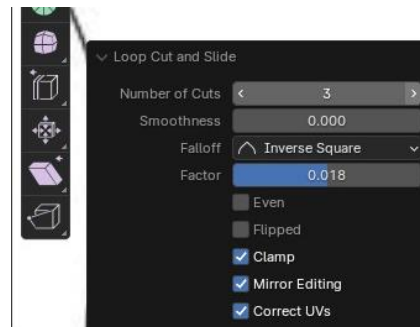 Loop Cut and Slide
Number of Cuts 3
Smoothness 0.000
Falloff Inverse Square
Factor 0.018
Even
Flipped
Clamp
Mirror Editing
Correct UVs